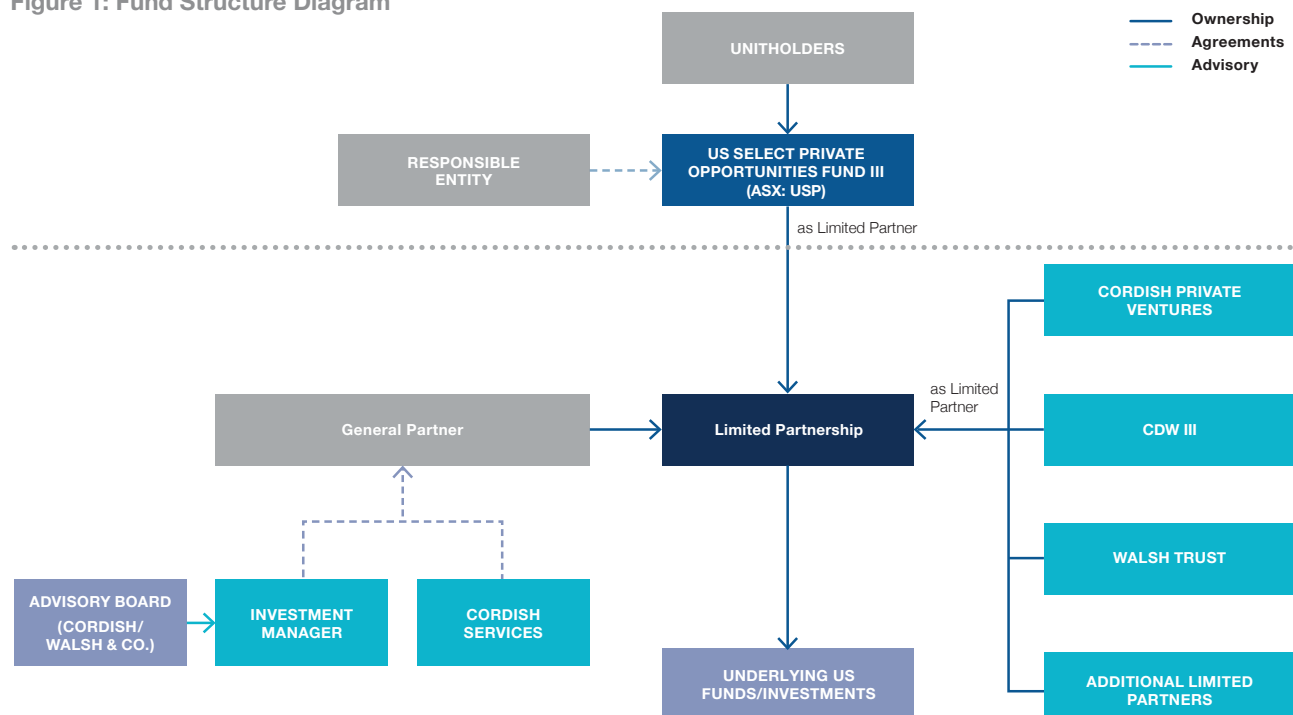 Figure 1: Fund Structure Diagram
Ownership
Agreements
Advisory
UNITHOLDERS
RESPONSIBLE
ENTITY
US SELECT PRIVATE
OPPORTUNITIES FUND III
(ASX: USP)
as Limited Partner
CORDISH PRIVATE
VENTURES
as Limited
Partner
General Partner
Limited Partnership
CDW III
WALSH TRUST
ADVISORY BOARD
(CORDISH/
WALSH & CO.)
INVESTMENT
MANAGER
CORDISH
SERVICES
UNDERLYING US
FUNDS/INVESTMENTS
ADDITIONAL LIMITED
PARTNERS